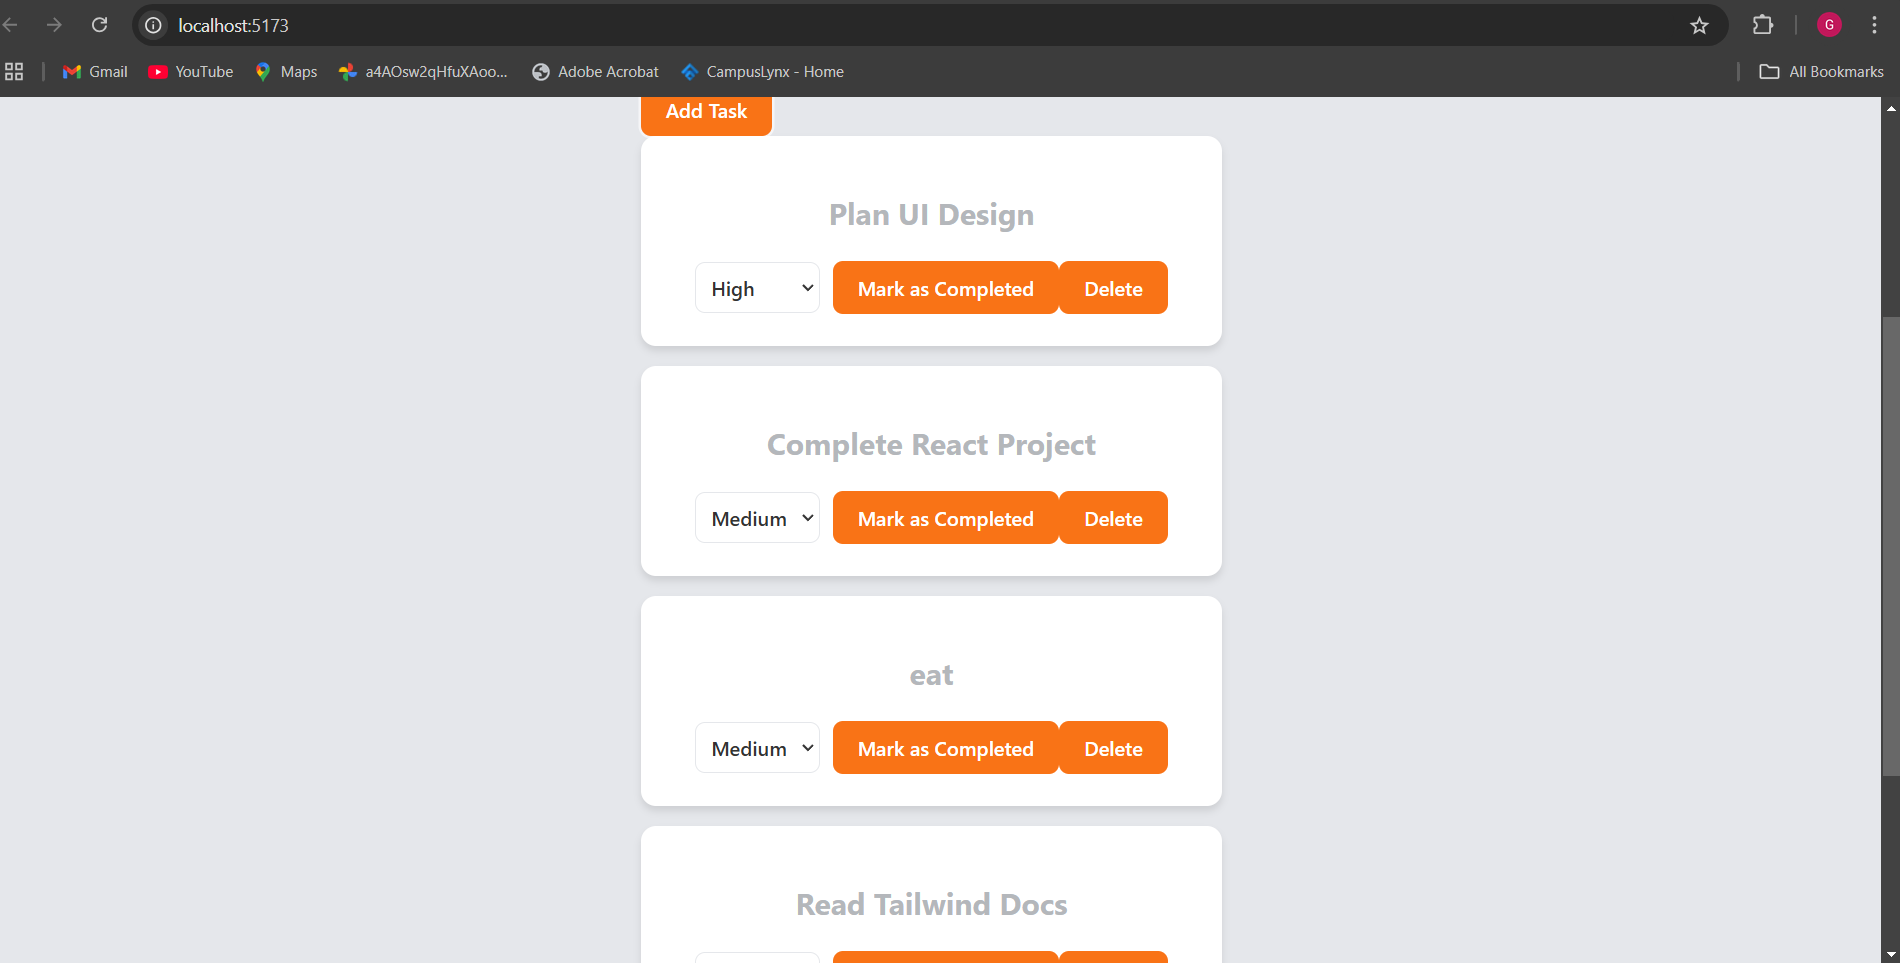 localhost:5173
G
Gmail YouTube Maps a4AOsw2qHfuXAoo... Adobe Acrobat CampusLynx - Home All Bookmarks
Add Task
Plan UI Design
High Mark as Completed Delete
Complete React Project
Medium Mark as Completed Delete
eat
Medium Mark as Completed Delete
Read Tailwind Docs